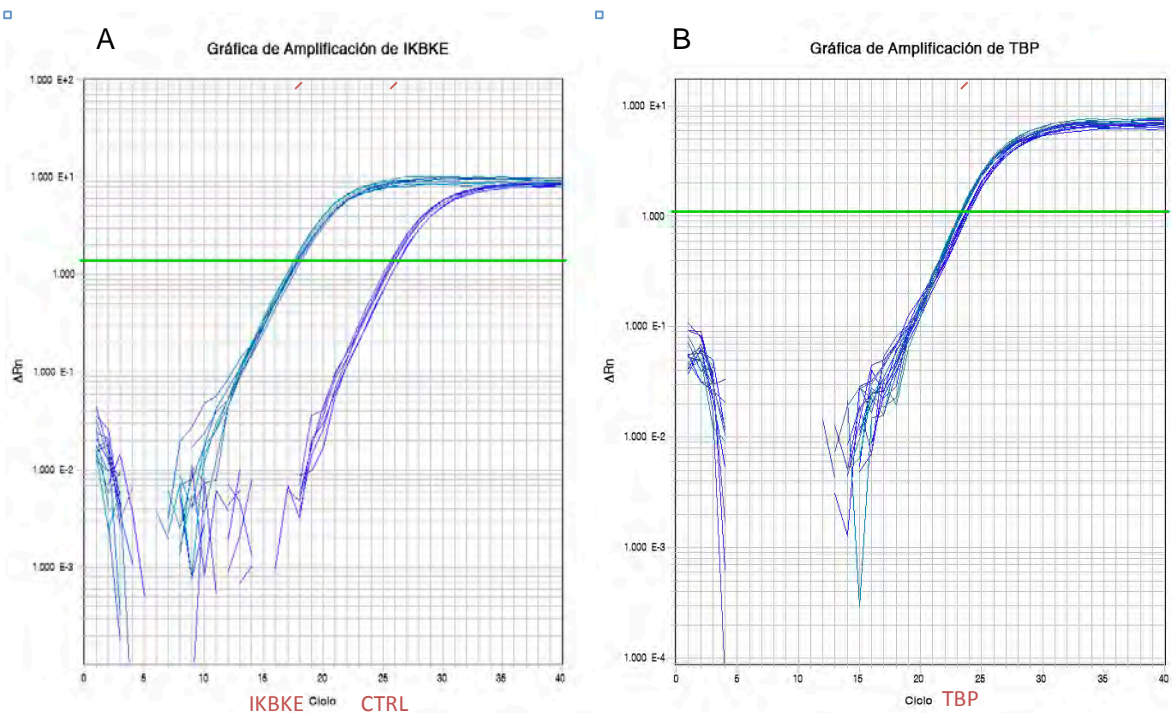 A
Gráfica de Amplificación de IKBKE
1.000 E+2
1.000 E+1
1.000
1.000 E-1
1.000 E-2
1.000 E-3
ΔRn
0 5 10 15 20 25 30 35 40
IKBKE Ciclo CTRL
B
Gráfica de Amplificación de TBP
1.000 E+1
1.000
1.000 E-1
1.000 E-2
1.000 E-3
1.000 E-4
ΔRn
0 5 10 15 20 25 30 35 40
Ciclo TBP